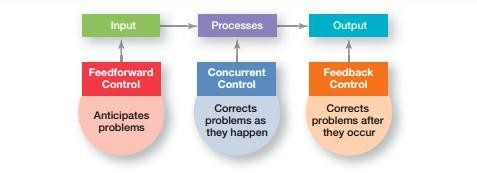 Input
Processes
Output
Feedforward
Control
Anticipates
problems
Concurrent
Control
Corrects
problems as
they happen
Feedback
Control
Corrects
problems after
they occur